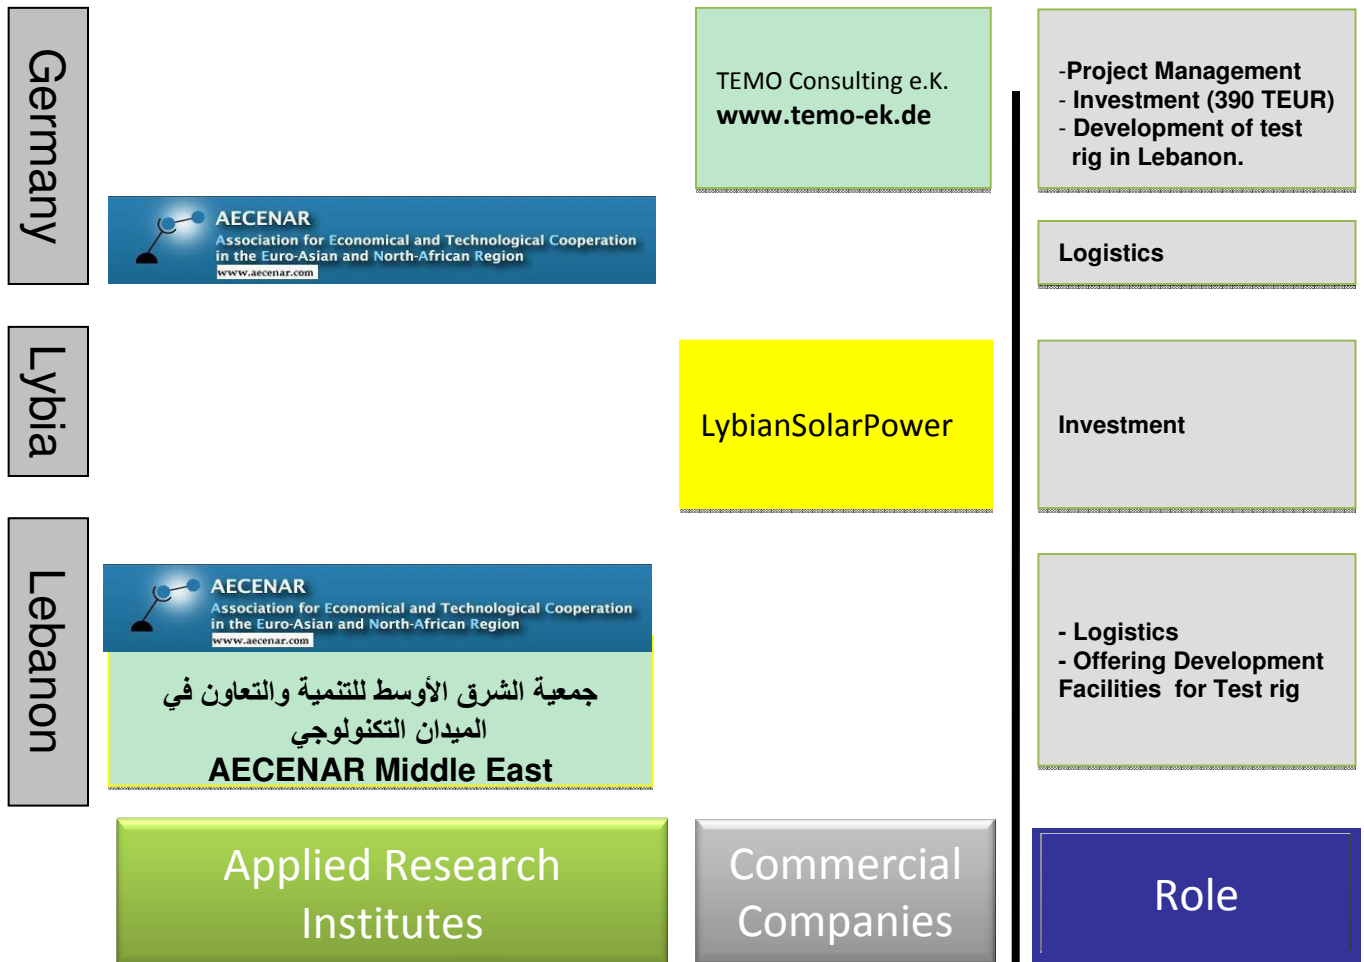 Germany
TEMO Consulting e.K.
www.temo-ek.de
-Project Management
- Investment (390 TEUR)
- Development of test
rig in Lebanon.
AECENAR
Association for Economical and Technological Cooperation
in the Euro-Asian and North-African Region
www.aecenar.com
Logistics
Lybia
LybianSolarPower
Investment
Lebanon
AECENAR
Association for Economical and Technological Cooperation
in the Euro-Asian and North-African Region
www.aecenar.com
جمعية الشرق الأوسط للتنمية والتعاون في
الميدان التكنولوجي
AECENAR Middle East
- Logistics
- Offering Development
Facilities for Test rig
Applied Research
Institutes
Commercial
Companies
Role